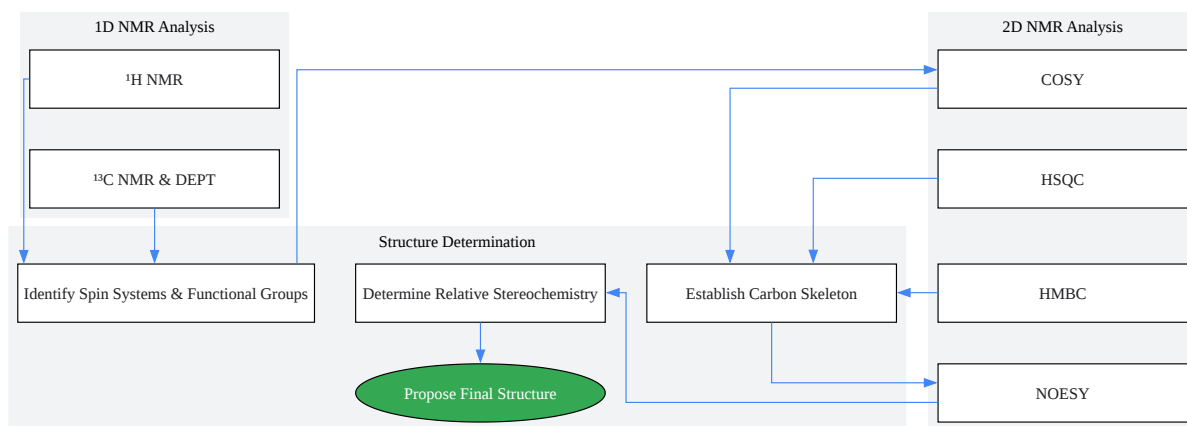 1D NMR Analysis
¹H NMR
¹³C NMR & DEPT
2D NMR Analysis
COSY
HSQC
HMBC
NOESY
Structure Determination
Identify Spin Systems & Functional Groups
Determine Relative Stereochemistry
Establish Carbon Skeleton
Propose Final Structure